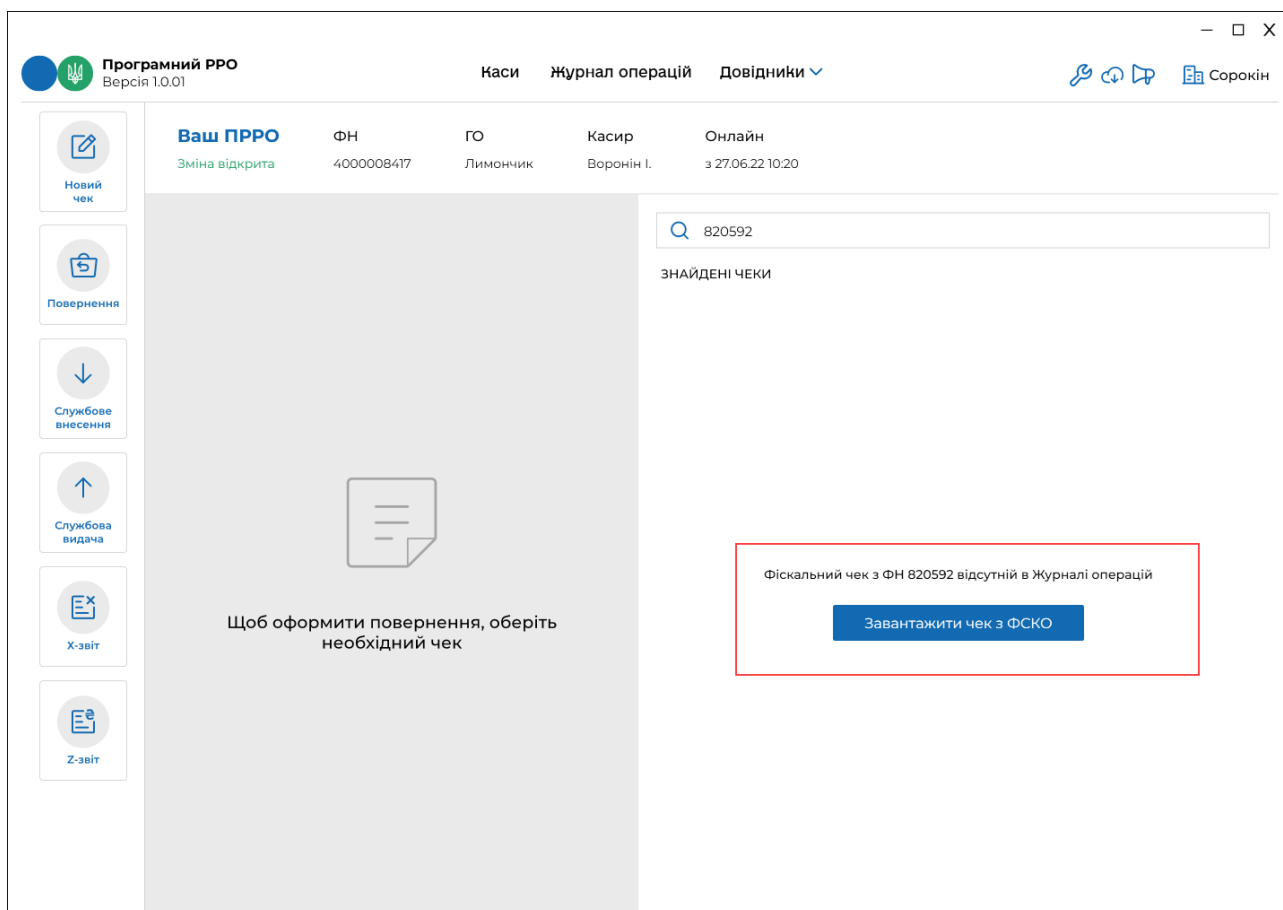 Програмний РРО
Версія 1.0.01
Каси Журнал операцій Довідники
Сорокін
Новий
чек
Повернення
Службове
внесення
Службова
видача
X-звіт
Z-звіт
Ваш ПРРО ФН ГО Касир Онлайн
Зміна відкрита 4000008417 Лимончик Воронін І. з 27.06.22 10:20
Щоб оформити повернення, оберіть
необхідний чек
820592
ЗНАЙДЕНІ ЧЕКИ
Фіскальний чек з ФН 820592 відсутній в Журналі операцій
Завантажити чек з ФСКО